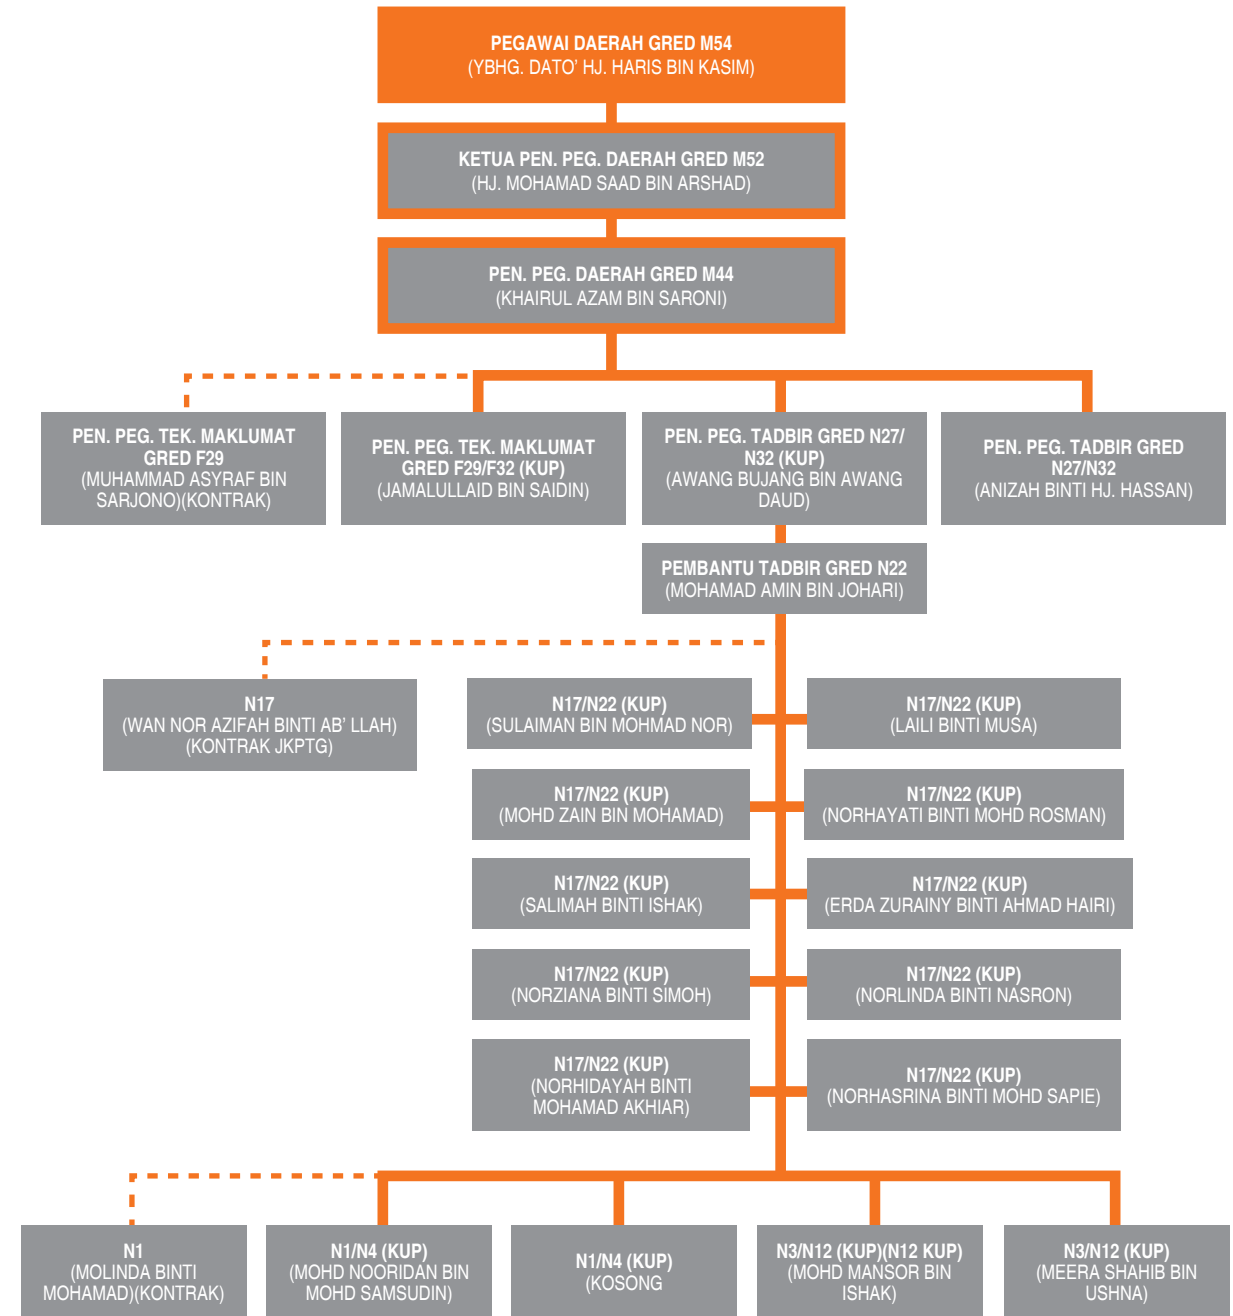 PEGAWAI DAERAH GRED M54
(YBHG. DATO' HJ. HARIS BIN KASIM)
KETUA PEN. PEG. DAERAH GRED M52
(HJ. MOHAMAD SAAD BIN ARSHAD)
PEN. PEG. DAERAH GRED M44
(KHAIRUL AZAM BIN SARONI)
PEN. PEG. TEK. MAKLUMAT
GRED F29
(MUHAMMAD ASYRAF BIN
SARJONO)(KONTRAK)
PEN. PEG. TEK. MAKLUMAT
GRED F29/F32 (KUP)
(JAMALULLAID BIN SAIDIN)
PEN. PEG. TADBIR GRED N27/
N32 (KUP)
(AWANG BUJANG BIN AWANG
DAUD)
PEN. PEG. TADBIR GRED
N27/N32
(ANIZAH BINTI HJ. HASSAN)
PEMBANTU TADBIR GRED N22
(MOHAMAD AMIN BIN JOHARI)
N17
(WAN NOR AZIFAH BINTI AB' LLAH)
(KONTRAK JKPTG)
N17/N22 (KUP)
(SULAIMAN BIN MOHMAD NOR)
N17/N22 (KUP)
(LAILI BINTI MUSA)
N17/N22 (KUP)
(MOHD ZAIN BIN MOHAMAD)
N17/N22 (KUP)
(NORHAYATI BINTI MOHD ROSMAN)
N17/N22 (KUP)
(SALIMAH BINTI ISHAK)
N17/N22 (KUP)
(ERDA ZURAINY BINTI AHMAD HAIRI)
N17/N22 (KUP)
(NORZIANA BINTI SIMOH)
N17/N22 (KUP)
(NORLINDA BINTI NASRON)
N17/N22 (KUP)
(NORHIDAYAH BINTI
MOHAMAD AKHIAR)
N17/N22 (KUP)
(NORHASRINA BINTI MOHD SAPIE)
N1
(MOLINDA BINTI
MOHAMAD)(KONTRAK)
N1/N4 (KUP)
(MOHD NOORIDAN BIN
MOHD SAMSUDIN)
N1/N4 (KUP)
(KOSONG
N3/N12 (KUP)(N12 KUP)
(MOHD MANSOR BIN
ISHAK)
N3/N12 (KUP)
(MEERA SHAHIB BIN
USHNA)